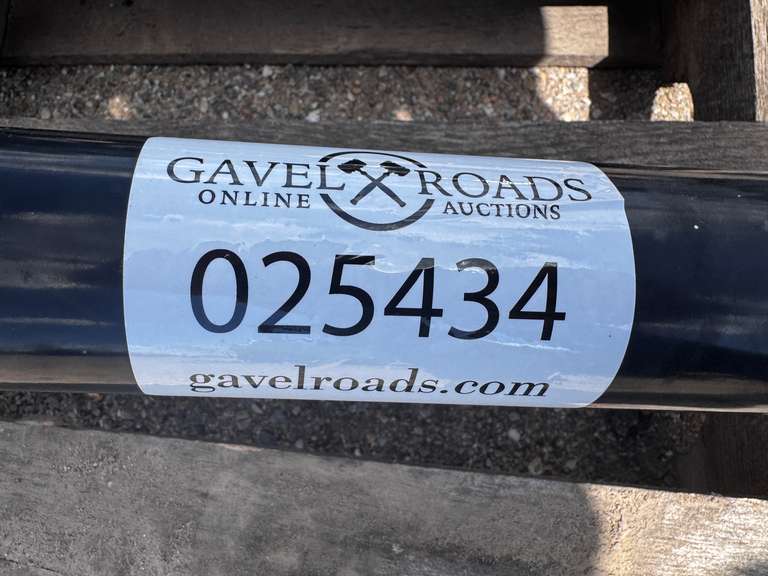 GAVEL ROADS
ONLINE AUCTIONS
025434
gavelroads.com